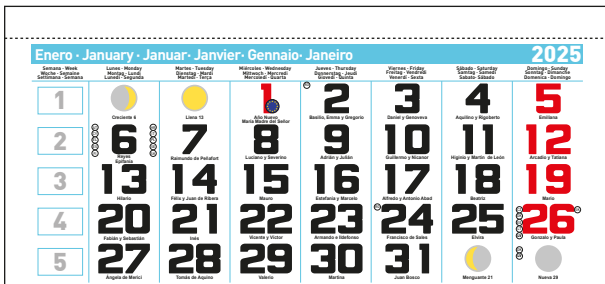 Enero · January · Januar · Janvier · Gennaio · Janeiro 2025
Semana - Week
Woche - Semaine
Settimana - Semana
Lunes - Monday
Montag - Lundi
Lunedì - Segunda
Martes - Tuesday
Dienstag - Mardi
Martedì - Terça
Miércoles - Wednesday
Mittwoch - Mercredi
Mercoledì - Quarta
Jueves - Thursday
Donnerstag - Jeudi
Giovedì - Quinta
Viernes - Friday
Freitag - Vendredi
Venerdì - Sexta
Sábado - Saturday
Samstag - Samedi
Sabato - Sábado
Domingo - Sunday
Sonntag - Dimanche
Domenica - Domingo
1 1 2 3 4 5
Creciente 6
Llena 13
Año Nuevo
María Madre del Señor
Basilio, Emma y Gregorio
Daniel y Genoveva
Aquilino y Rigoberto
Emiliana
2 6 7 8 9 10 11 12
Reyes
Epifanía
Raimundo de Peñafort
Luciano y Severino
Adrián y Julián
Guillermo y Nicanor
Higinio y Martín de León
Arcadio y Tatiana
3 13 14 15 16 17 18 19
Hilario
Félix y Juan de Ribera
Mauro
Estefanía y Marcelo
Alfredo y Antonio Abad
Beatriz
Mario
4 20 21 22 23 24 25 26
Fabián y Sebastián
Inés
Vicente y Víctor
Armando e Ildefonso
Francisco de Sales
Elvira
Gonzalo y Paula
5 27 28 29 30 31
Ángela de Merici
Tomás de Aquino
Valerio
Martina
Juan Bosco
Menguante 21
Nueva 29